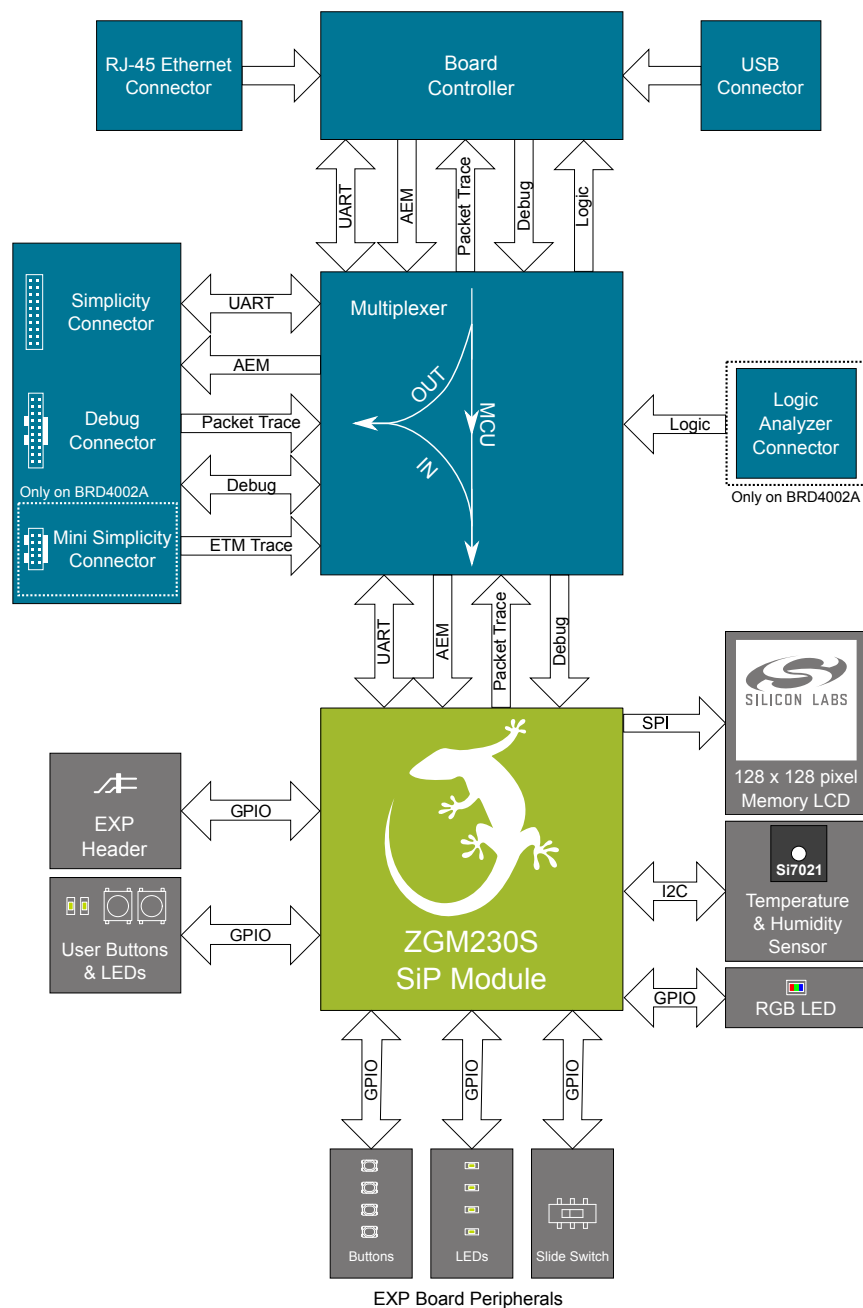 RJ-45 Ethernet
Connector
Board
Controller
USB
Connector
UART
AEM
Packet Trace
Debug
Logic
Simplicity
Connector
Debug
Connector
Only on BRD4002A
Mini Simplicity
Connector
UART
AEM
Packet Trace
Debug
ETM Trace
Multiplexer
OUT
MCU
IN
Logic
Logic
Analyzer
Connector
Only on BRD4002A
UART
AEM
Packet Trace
Debug
SPI
SILICON LABS
128 x 128 pixel
Memory LCD
EXP
Header
GPIO
User Buttons
& LEDs
GPIO
ZGM230S
SiP Module
I2C
Si7021
Temperature
& Humidity
Sensor
GPIO
RGB LED
GPIO
GPIO
GPIO
Buttons
LEDs
Slide Switch
EXP Board Peripherals